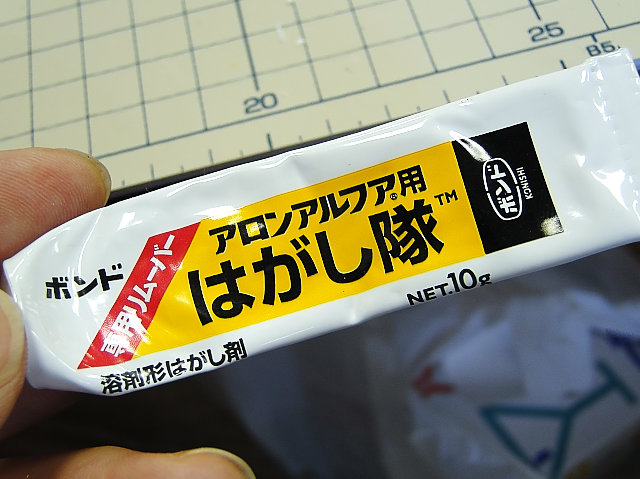 20
25
B5.
アロンアルフア®用
はがし隊™
ボンド
専用リムーバー
溶剤形はがし剤
NET.10g
ボンド
KONISHI